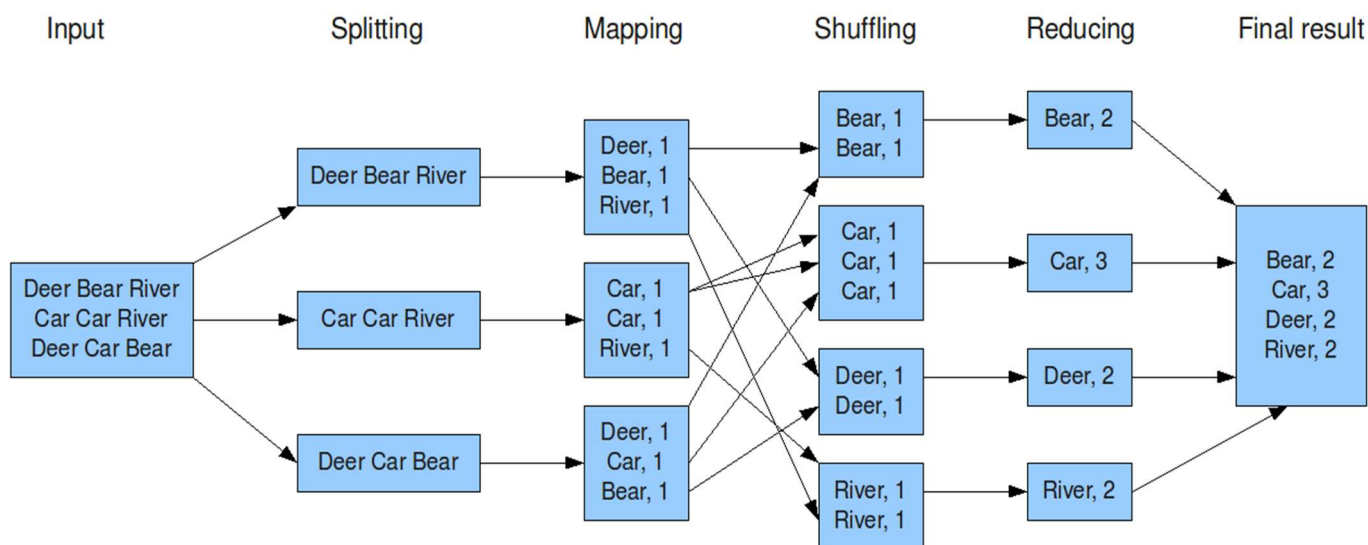 Input
Splitting
Mapping
Shuffling
Reducing
Final result
Deer Bear River
Car Car River
Deer Car Bear
Deer Bear River
Car Car River
Deer Car Bear
Deer, 1
Bear, 1
River, 1
Car, 1
Car, 1
River, 1
Deer, 1
Car, 1
Bear, 1
Bear, 1
Bear, 1
Car, 1
Car, 1
Car, 1
Deer, 1
Deer, 1
River, 1
River, 1
Bear, 2
Car, 3
Deer, 2
River, 2
Bear, 2
Car, 3
Deer, 2
River, 2